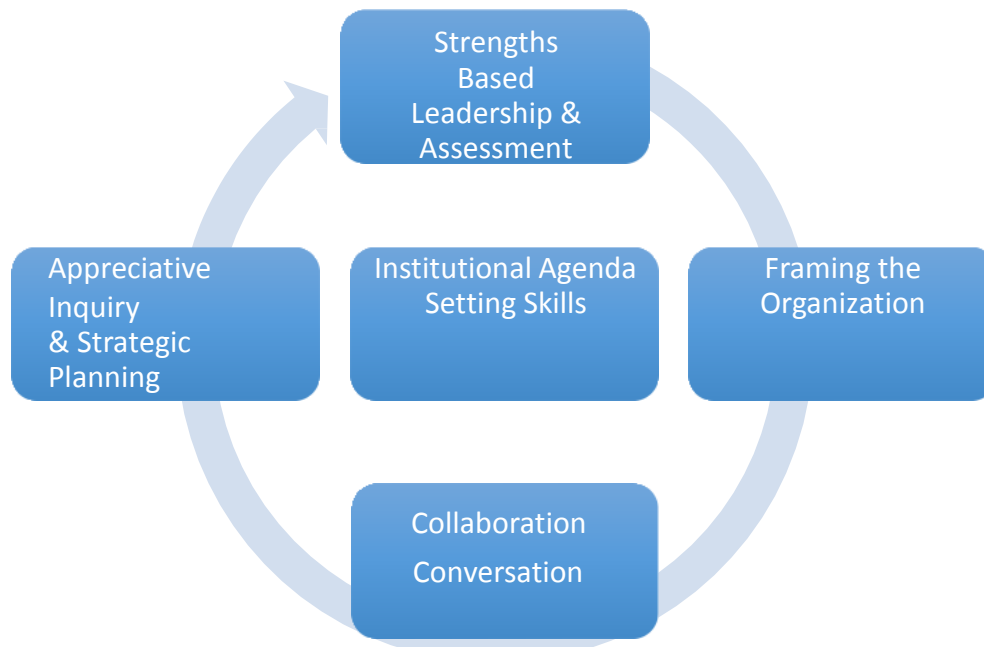 Strengths
Based
Leadership &
Assessment
Appreciative
Inquiry
& Strategic
Planning
Institutional Agenda
Setting Skills
Framing the
Organization
Collaboration
Conversation